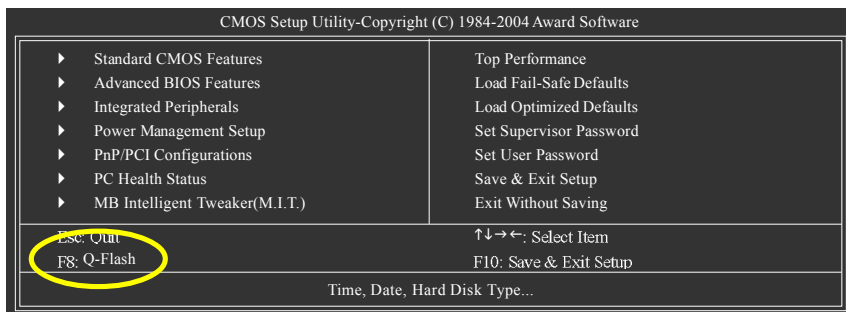 CMOS Setup Utility-Copyright (C) 1984-2004 Award Software
Standard CMOS Features
Advanced BIOS Features
Integrated Peripherals
Power Management Setup
PnP/PCI Configurations
PC Health Status
MB Intelligent Tweaker(M.I.T.)
Top Performance
Load Fail-Safe Defaults
Load Optimized Defaults
Set Supervisor Password
Set User Password
Save & Exit Setup
Exit Without Saving
Esc: Quit
F8: Q-Flash
↑↓→←: Select Item
F10: Save & Exit Setup
Time, Date, Hard Disk Type...